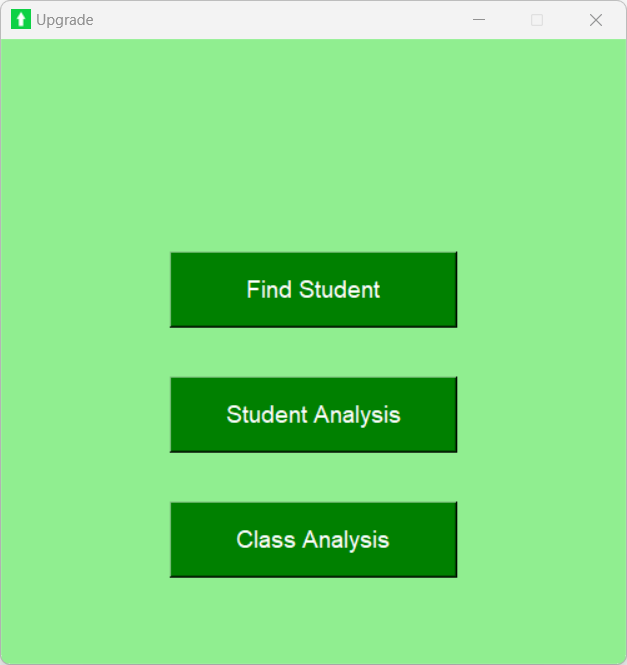 Upgrade
Find Student
Student Analysis
Class Analysis